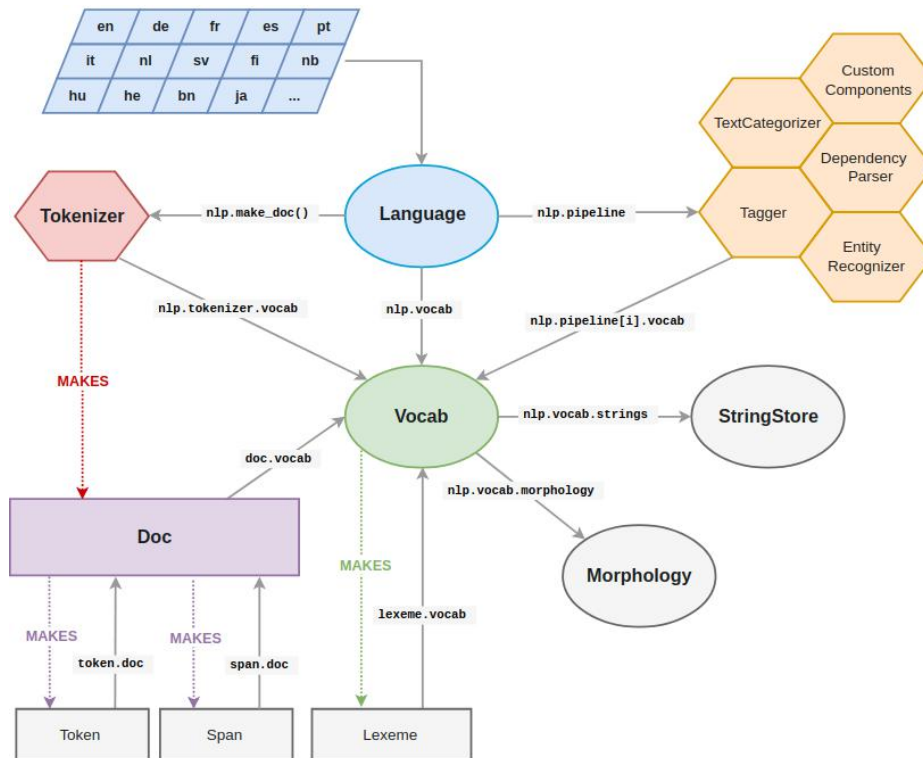 en de fr es pt
it nl sv fi nb
hu he bn ja ...
Custom
Components
TextCategorizer
Dependency
Parser
Tagger
Entity
Recognizer
Tokenizer
nlp.make_doc()
Language
nlp.pipeline
nlp.tokenizer.vocab
nlp.vocab
nlp.pipeline[i].vocab
MAKES
Vocab
nlp.vocab.strings
StringStore
doc.vocab
nlp.vocab.morphology
Doc
MAKES
Morphology
lexeme.vocab
MAKES
token.doc
MAKES
span.doc
Token
Span
Lexeme